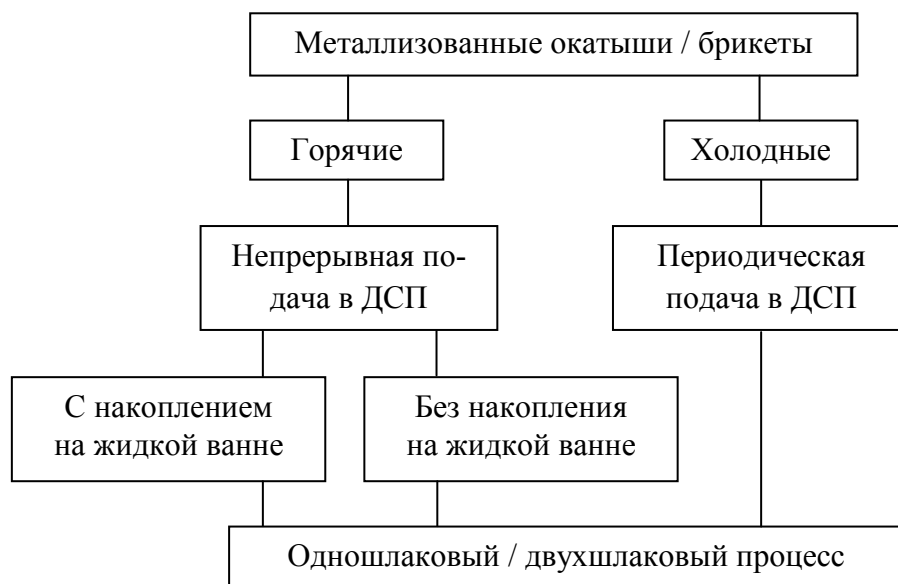 Металлизованные окатыши / брикеты
Горячие
Холодные
Непрерывная по-
дача в ДСП
Периодическая
подача в ДСП
С накоплением
на жидкой ванне
Без накопления
на жидкой ванне
Одношлаковый / двухшлаковый процесс